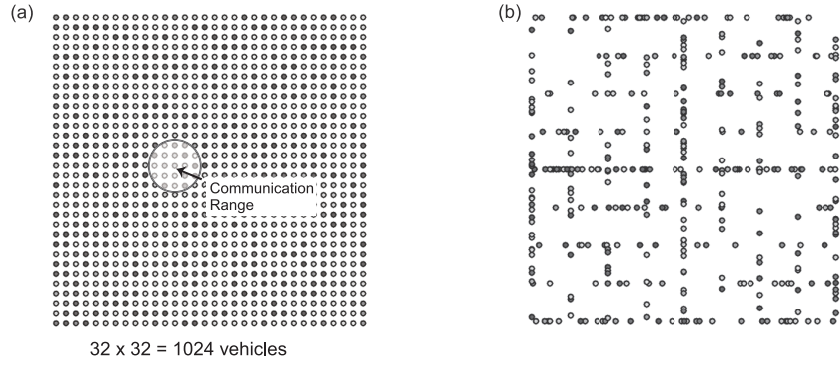 (a)
(b)
Communication
Range
32 x 32 = 1024 vehicles